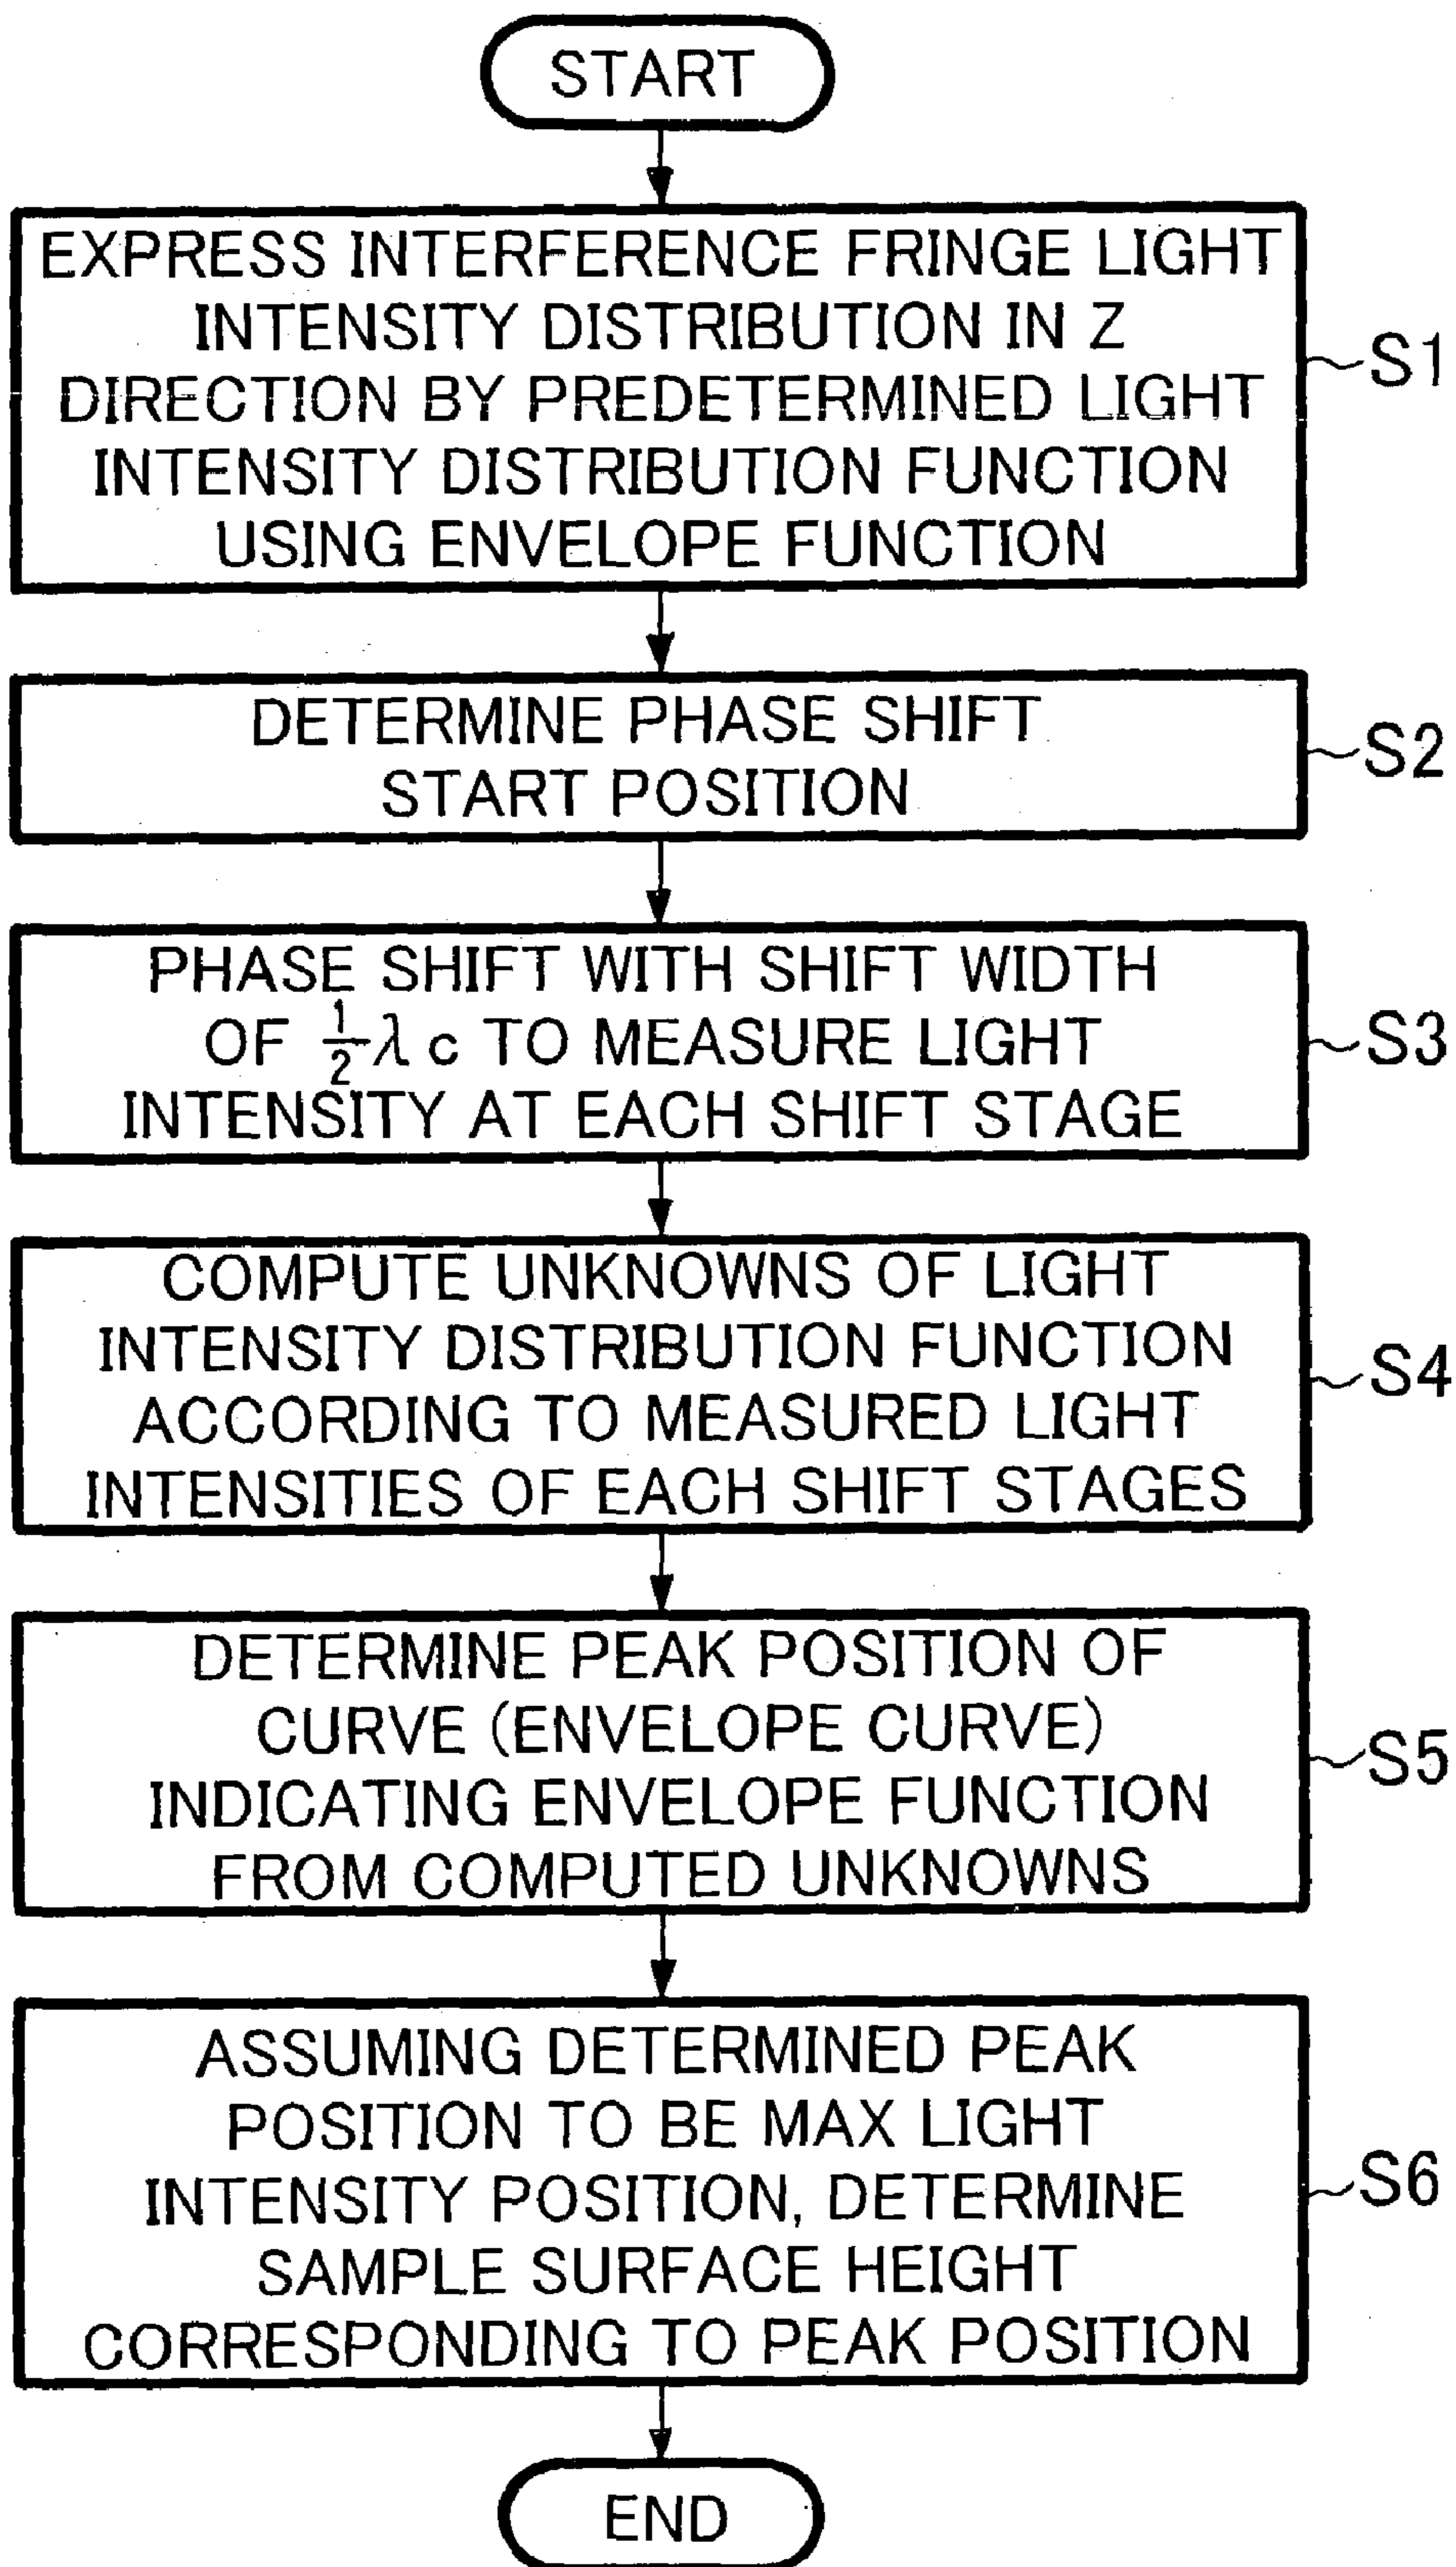 START
EXPRESS INTERFERENCE FRINGE LIGHT
INTENSITY DISTRIBUTION IN Z
DIRECTION BY PREDETERMINED LIGHT
INTENSITY DISTRIBUTION FUNCTION
USING ENVELOPE FUNCTION
S1
DETERMINE PHASE SHIFT
START POSITION
S2
PHASE SHIFT WITH SHIFT WIDTH
OF 1/2 λ c TO MEASURE LIGHT
INTENSITY AT EACH SHIFT STAGE
S3
COMPUTE UNKNOWNS OF LIGHT
INTENSITY DISTRIBUTION FUNCTION
ACCORDING TO MEASURED LIGHT
INTENSITIES OF EACH SHIFT STAGES
S4
DETERMINE PEAK POSITION OF
CURVE (ENVELOPE CURVE)
INDICATING ENVELOPE FUNCTION
FROM COMPUTED UNKNOWNS
S5
ASSUMING DETERMINED PEAK
POSITION TO BE MAX LIGHT
INTENSITY POSITION, DETERMINE
SAMPLE SURFACE HEIGHT
CORRESPONDING TO PEAK POSITION
S6
END